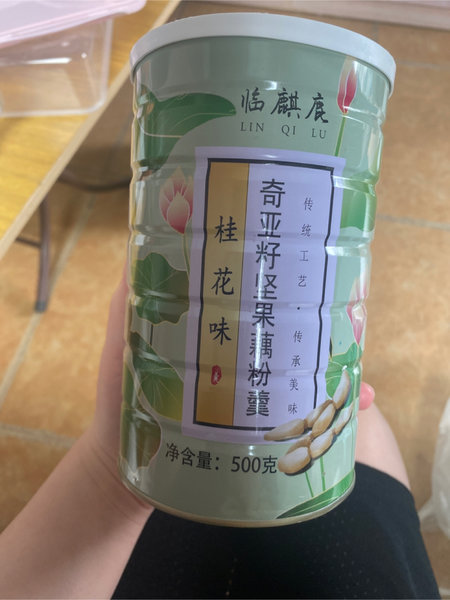 临麒鹿
LIN QI LU
传统工艺·传承美味
奇亚籽坚果藕粉羹
桂花味
净含量：500克